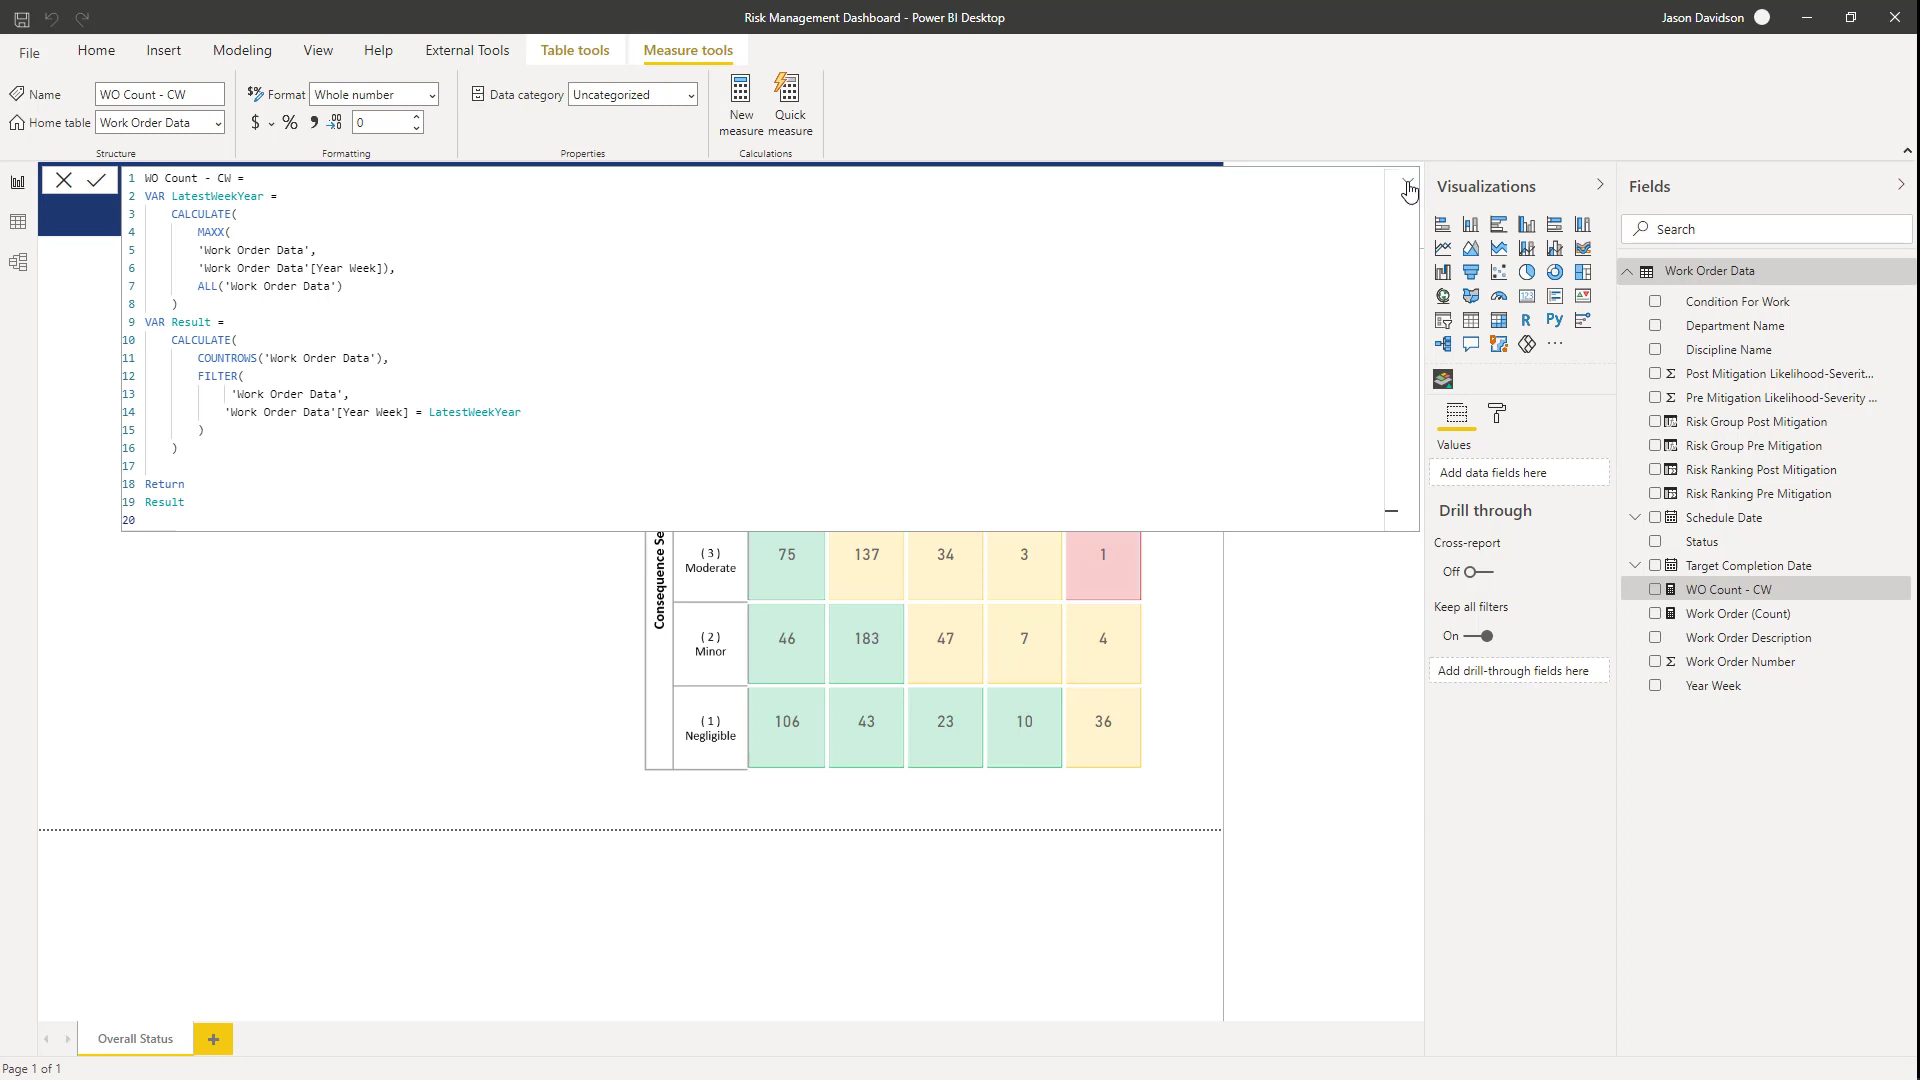 Risk Management Dashboard - Power BI Desktop
Jason Davidson
File Home Insert Modeling View Help External Tools Table tools Measure tools
Name WO Count - CW
Home table Work Order Data
Structure
$% Format Whole number
$ % 0
Formatting
Data category Uncategorized
Properties
New measure
Quick measure
Calculations
1 WO Count - CW =
2 VAR LatestWeekYear =
3 CALCULATE(
4 MAXX(
5 'Work Order Data',
6 'Work Order Data'[Year Week]),
7 ALL('Work Order Data')
8 )
9 VAR Result =
10 CALCULATE(
11 COUNTROWS('Work Order Data'),
12 FILTER(
13 'Work Order Data',
14 'Work Order Data'[Year Week] = LatestWeekYear
15 )
16 )
17
18 Return
19 Result
20
Consequence Se
( 3 )
Moderate
75 137 34 3 1
( 2 )
Minor
46 183 47 7 4
( 1 )
Negligible
106 43 23 10 36
Visualizations
R Py
Values
Add data fields here
Drill through
Cross-report
Off
Keep all filters
On
Add drill-through fields here
Fields
Search
Work Order Data
Condition For Work
Department Name
Discipline Name
Σ Post Mitigation Likelihood-Severit...
Σ Pre Mitigation Likelihood-Severity ...
Risk Group Post Mitigation
Risk Group Pre Mitigation
Risk Ranking Post Mitigation
Risk Ranking Pre Mitigation
Schedule Date
Status
Target Completion Date
WO Count - CW
Work Order (Count)
Work Order Description
Σ Work Order Number
Year Week
Overall Status +
Page 1 of 1